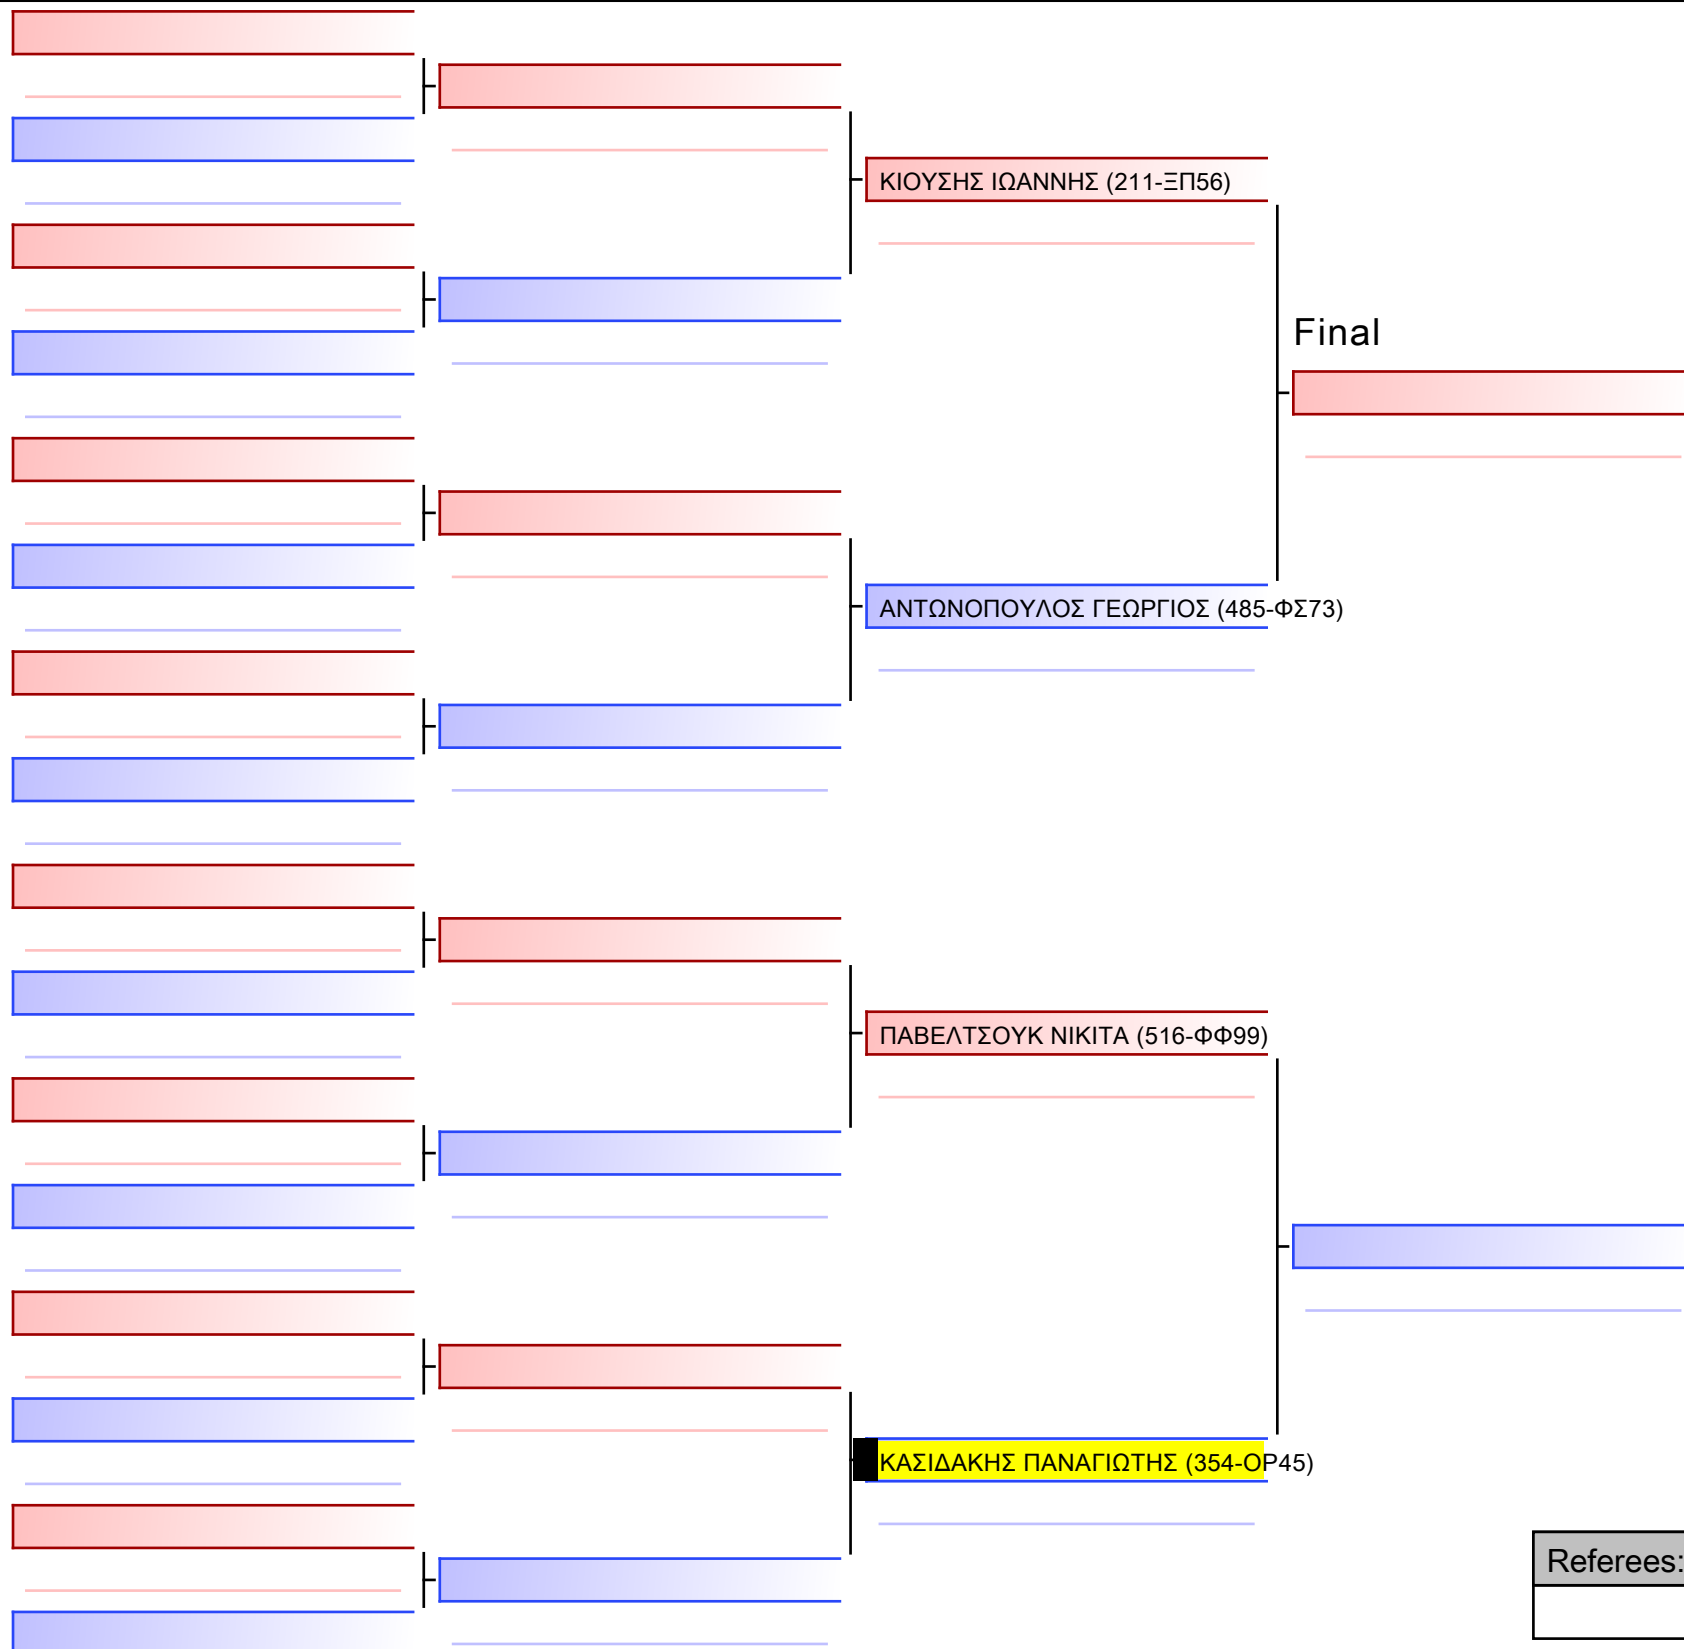 ΚΙΟΥΣΗΣ ΙΩΑΝΝΗΣ (211-ΞΠ56)
Final
ΑΝΤΩΝΟΠΟΥΛΟΣ ΓΕΩΡΓΙΟΣ (485-ΦΣ73)
ΠΑΒΕΛΤΣΟΥΚ ΝΙΚΙΤΑ (516-ΦΦ99)
ΚΑΣΙΔΑΚΗΣ ΠΑΝΑΓΙΩΤΗΣ (354-ΟΡ45)
Referees: